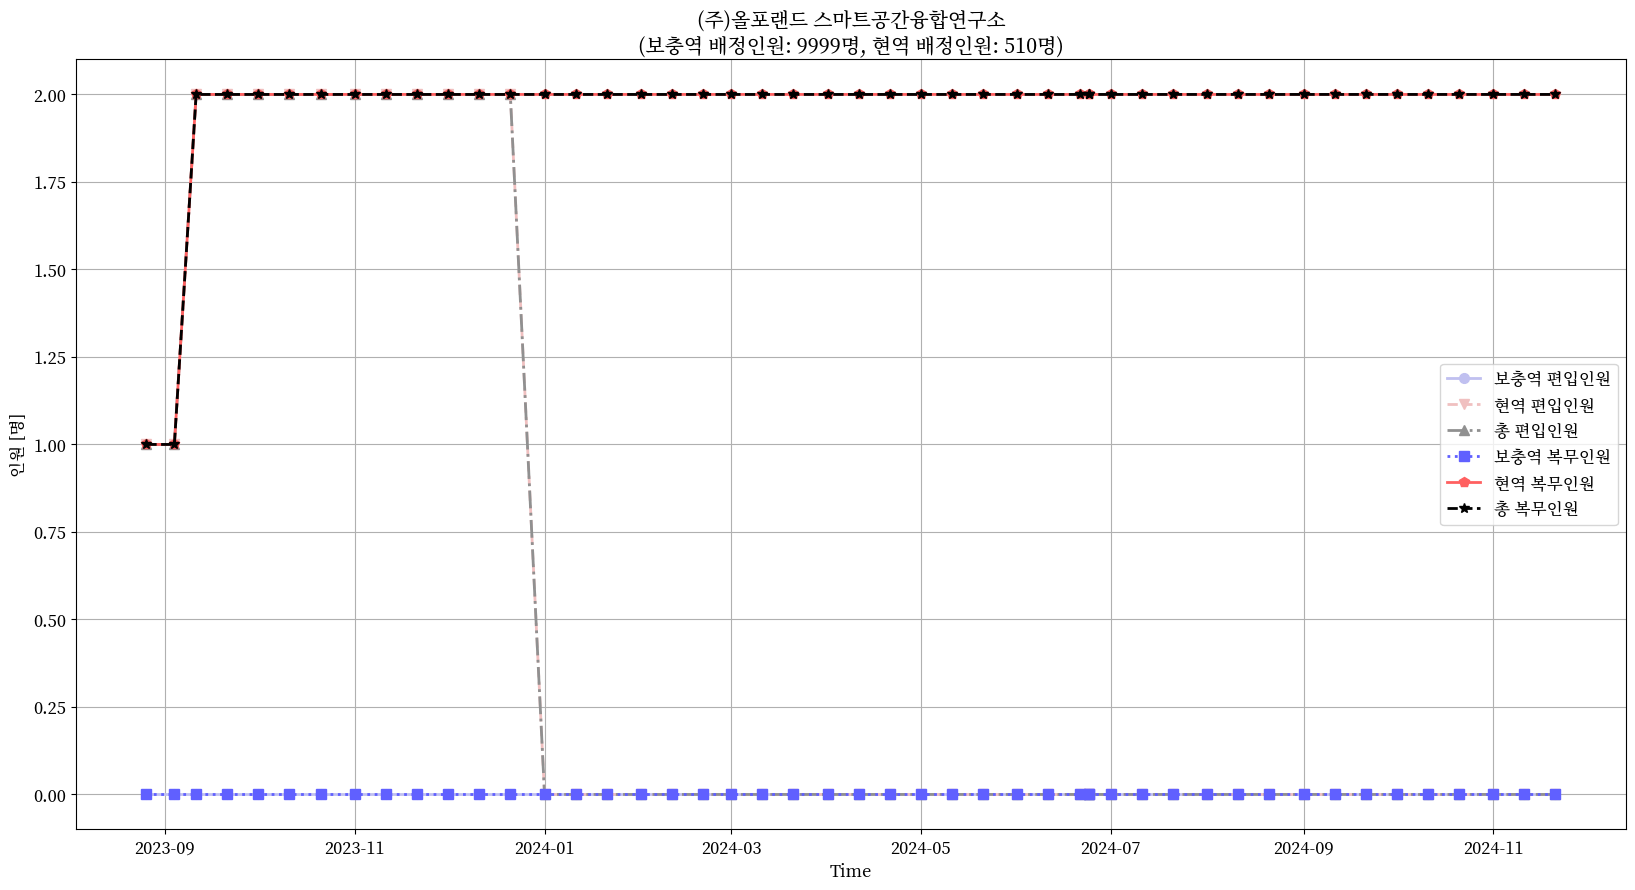 (주)올포랜드 스마트공간융합연구소
(보충역 배정인원: 9999명, 현역 배정인원: 510명)
인원 [명]
2.00
1.75
1.50
1.25
1.00
0.75
0.50
0.25
0.00
보충역 편입인원
현역 편입인원
총 편입인원
보충역 복무인원
현역 복무인원
총 복무인원
2023-09
2023-11
2024-01
2024-03
2024-05
2024-07
2024-09
2024-11
Time